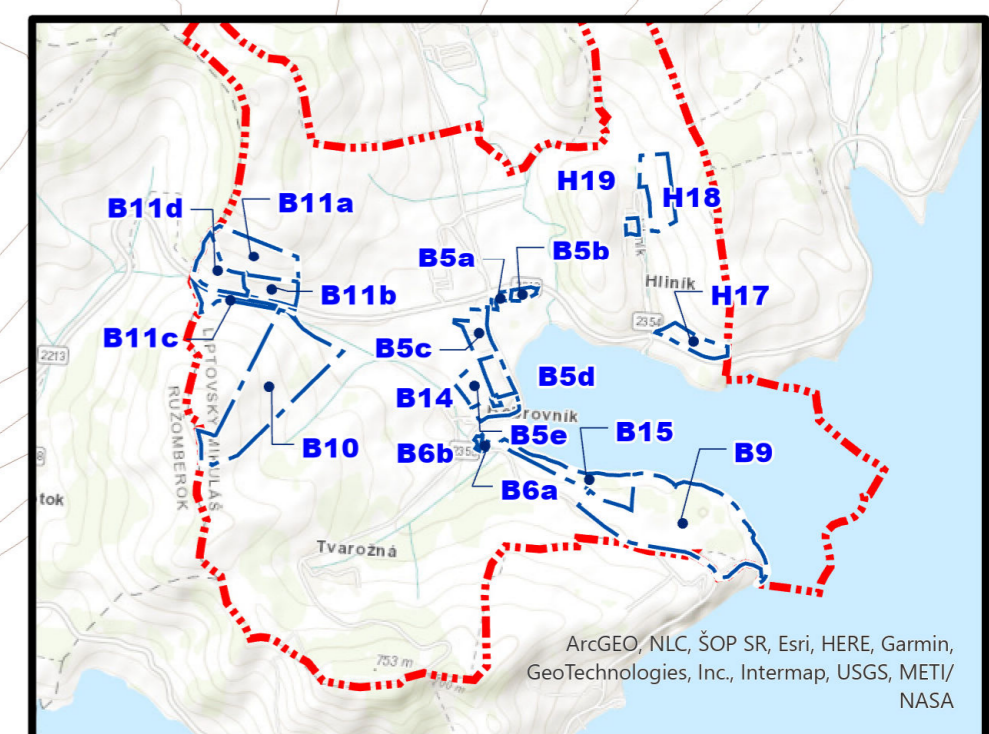 H19
H18
B11d
B11a
B5a
B5b
Hliník
H17
B11b
2354
B11c
B5c
2213
B14
B5d
B5e
B15
B9
B10
B6b
B6a
LIPTOVSKÝ MIKULÁŠ
RUŽOMBEROK
tok
Tvarožná
753 m
700 m
ArcGEO, NLC, ŠOP SR, Esri, HERE, Garmin,
GeoTechnologies, Inc., Intermap, USGS, METI/
NASA